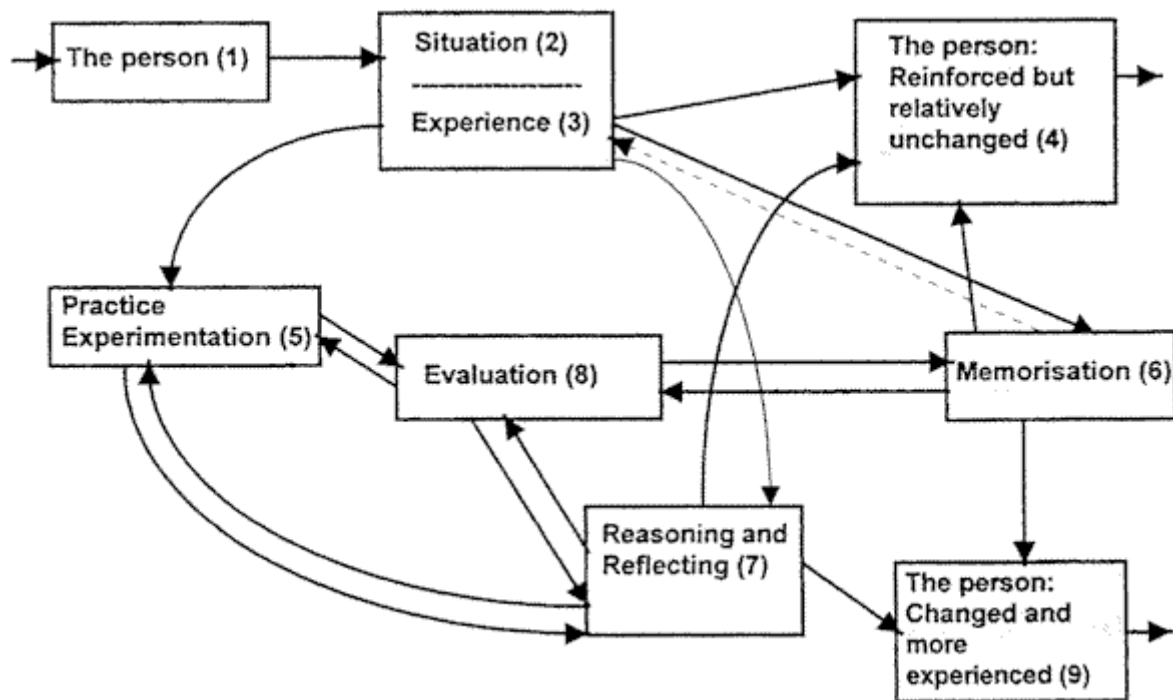 The person (1)
Situation (2)
Experience (3)
The person:
Reinforced but
relatively
unchanged (4)
Practice
Experimentation (5)
Evaluation (8)
Memorisation (6)
Reasoning and
Reflecting (7)
The person:
Changed and
more
experienced (9)